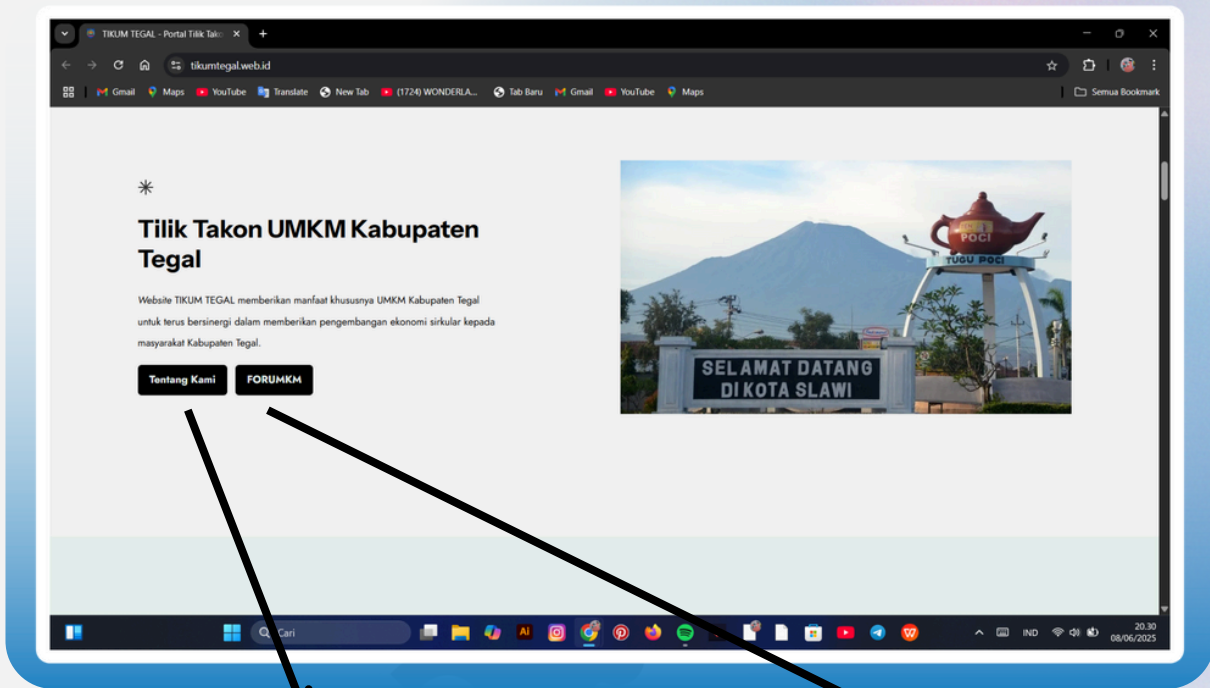 TIKUM TEGAL - Portal Tilik Tako
tikumtegal.web.id
Gmail Maps YouTube Translate New Tab (1724) WONDERLA... Tab Baru Gmail YouTube Maps Semua Bookmark
Tilik Takon UMKM Kabupaten
Tegal
Website TIKUM TEGAL memberikan manfaat khususnya UMKM Kabupaten Tegal
untuk terus bersinergi dalam memberikan pengembangan ekonomi sirkular kepada
masyarakat Kabupaten Tegal.
Tentang Kami FORUMKM
POCI
TUGU POCI
SELAMAT DATANG
DI KOTA SLAWI
Cari
Ai
IND
20.30
08/06/2025